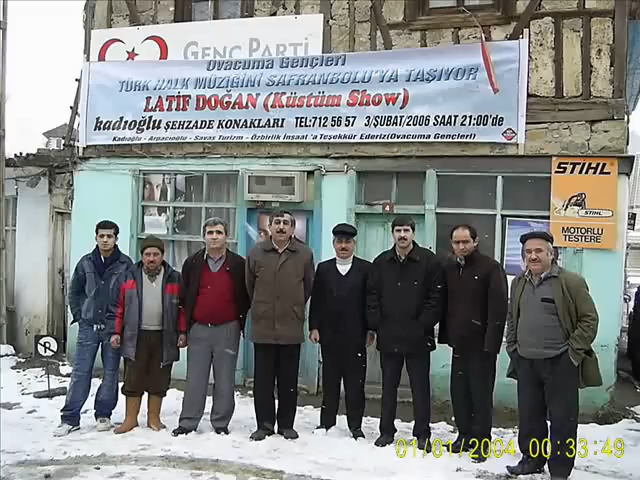 GENÇ PARTİ
Ovacuma Gençleri
TÜRK HALK MÜZİĞİNİ SAFRANBOLU'YA TAŞIYOR
LATİF DOĞAN (Küstüm Show)
kadıoğlu ŞEHZADE KONAKLARI TEL:712 56 57 3/ŞUBAT/2006 SAAT 21:00'de
Kadıoğlu - Arpacıoğlu - Savaş Turizm - Özbirlik İnşaat 'a Teşekkür Ederiz(Ovacuma Gençleri)
STIHL
STIHL
MOTORLU
TESTERE
4
P
01/01/2004 00:33:49